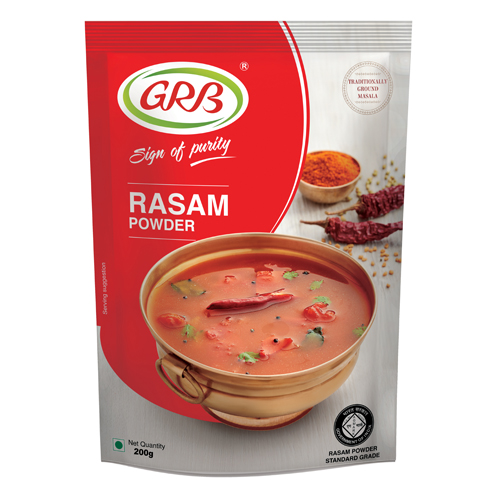 GRB
®
Sign of purity
TRADITIONALLY
GROUND
MASALA
RASAM
POWDER
Serving suggestion
Net Quantity
200g
RASAM POWDER
STANDARD GRADE